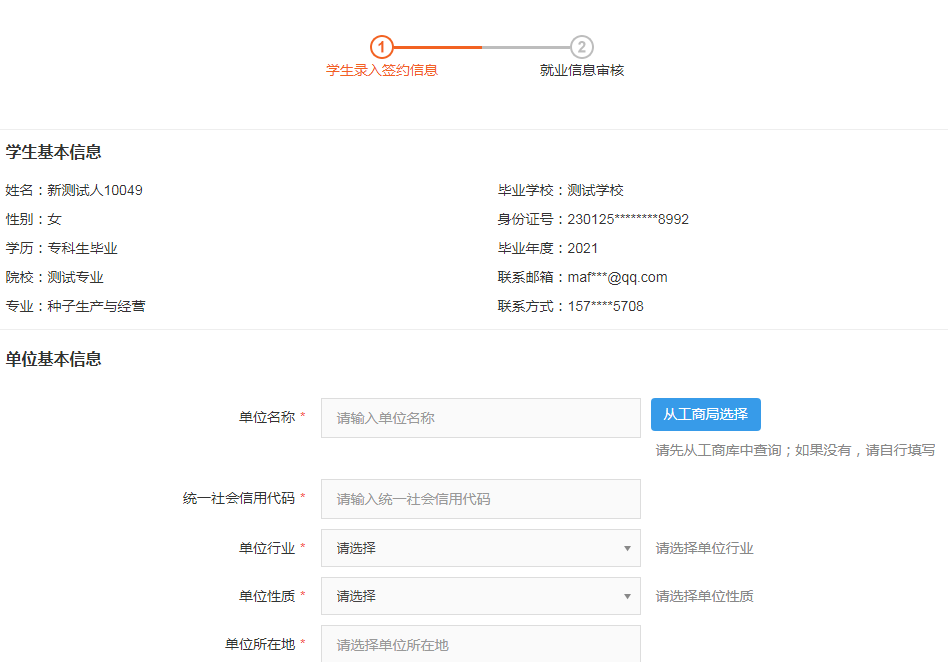 1 2
学生录入签约信息 就业信息审核
学生基本信息
姓名：新测试人10049 毕业学校：测试学校
性别：女 身份证号：230125********8992
学历：专科生毕业 毕业年度：2021
院校：测试专业 联系邮箱：maf***@qq.com
专业：种子生产与经营 联系方式：157****5708
单位基本信息
单位名称 * 请输入单位名称 从工商局选择
请先从工商库中查询；如果没有，请自行填写
统一社会信用代码 * 请输入统一社会信用代码
单位行业 * 请选择 请选择单位行业
单位性质 * 请选择 请选择单位性质
单位所在地 * 请选择单位所在地